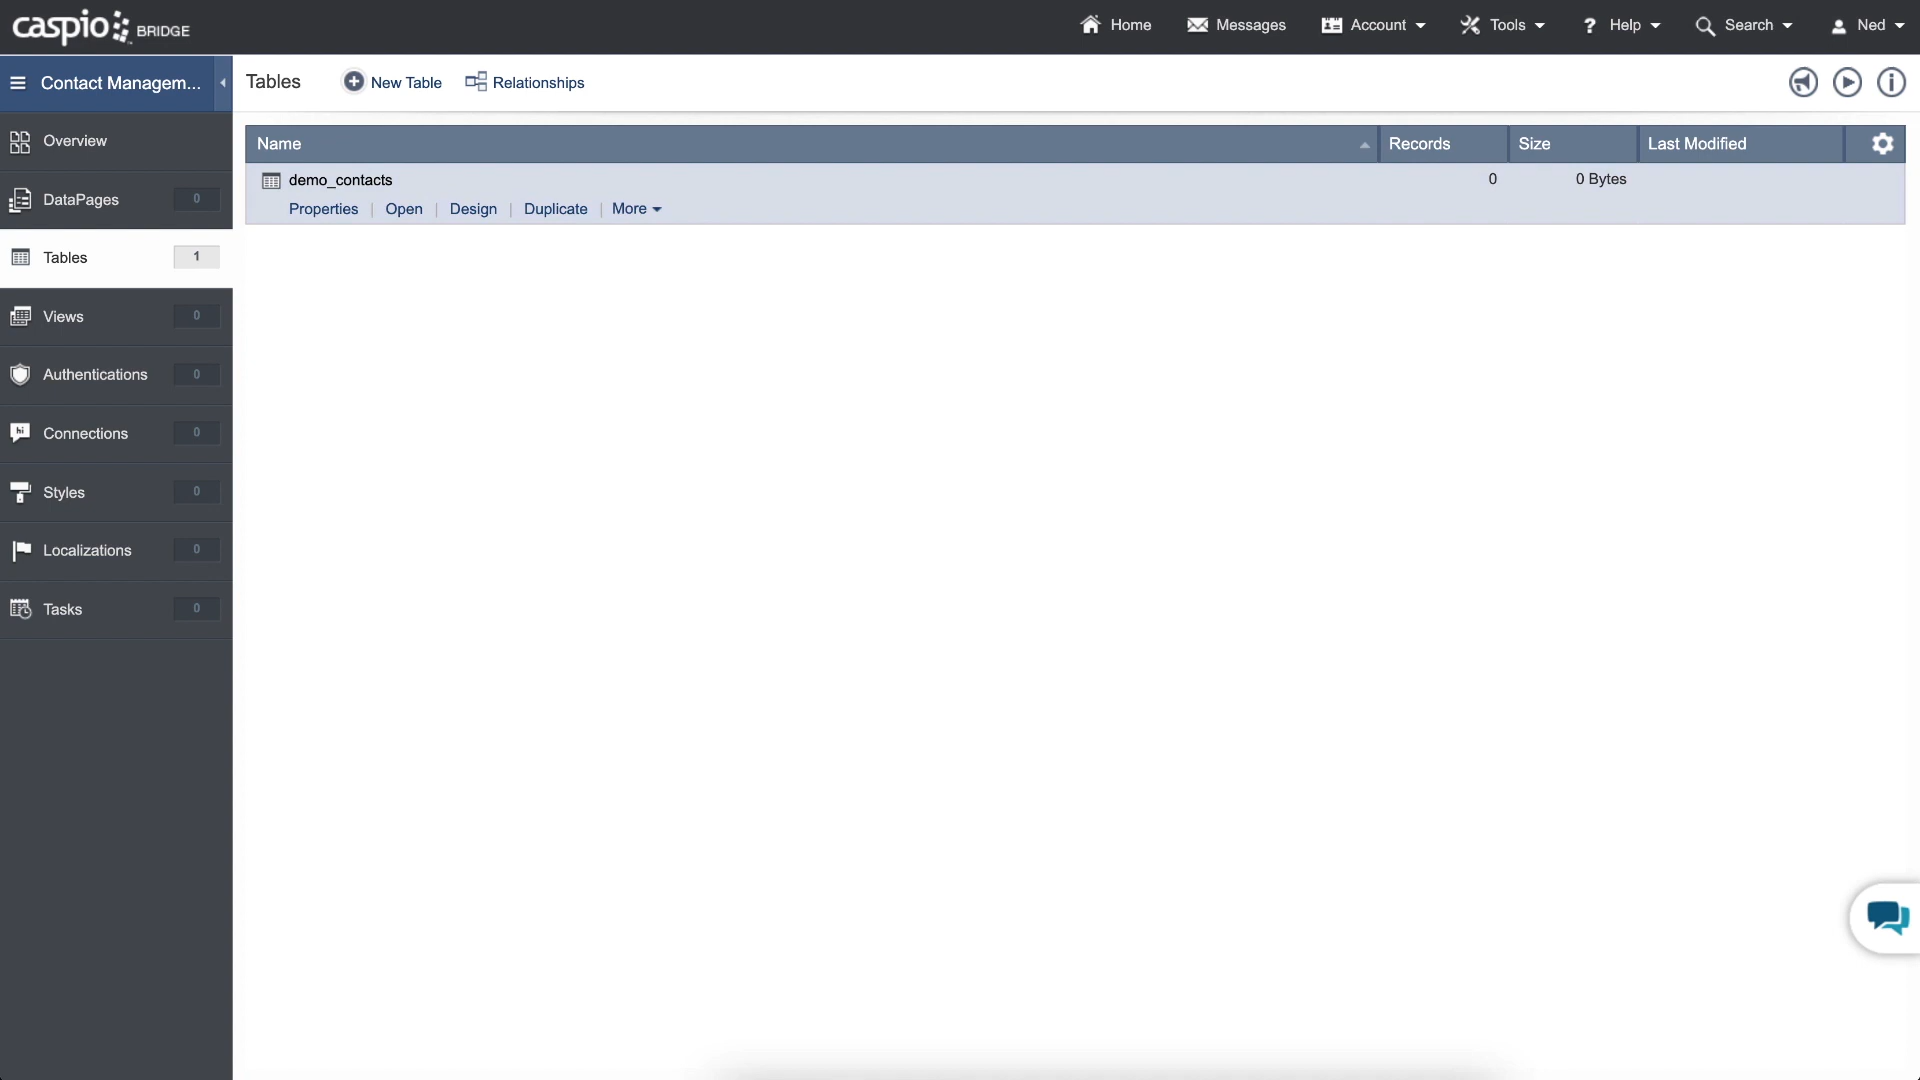 caspio BRIDGE
Home Messages Account Tools ? Help Search Ned
Contact Managem...
Tables New Table Relationships
Overview
DataPages 0
Tables 1
Views 0
Authentications 0
hi Connections 0
Styles 0
Localizations 0
Tasks 0
Name Records Size Last Modified
demo_contacts 0 0 Bytes
Properties | Open | Design | Duplicate | More